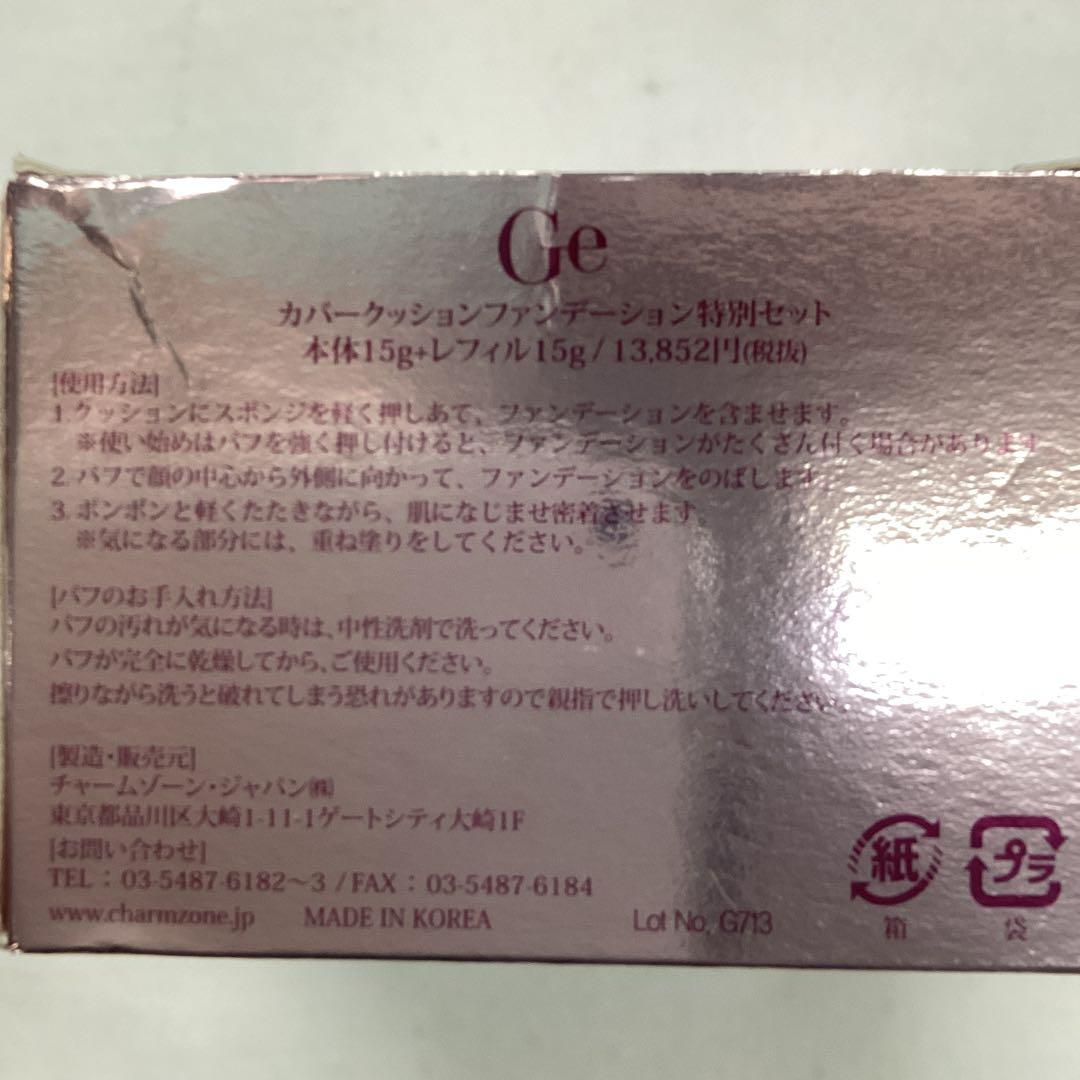 Ge
カバークッションファンデーション特別セット
本体15g+レフィル15g / 13,852円(税抜)
[使用方法]
1.クッションにスポンジを軽く押しあて、ファンデーションを含ませます。
※使い始めはパフを強く押し付けると、ファンデーションがたくさん付く場合があります
2.パフで顔の中心から外側に向かって、ファンデーションをのばします。
3.ポンポンと軽くたたきながら、肌になじませ密着させます
※気になる部分には、重ね塗りをしてください。
[パフのお手入れ方法]
パフの汚れが気になる時は、中性洗剤で洗ってください。
パフが完全に乾燥してから、ご使用ください。
擦りながら洗うと破れてしまう恐れがありますので親指で押し洗いしてください。
[製造・販売元]
チャームゾーン・ジャパン㈱
東京都品川区大崎1-11-1ゲートシティ大崎1F
[お問い合わせ]
TEL : 03-5487-6182～3 / FAX : 03-5487-6184
www.charmzone.jp MADE IN KOREA Lot No, G713
紙 プラ
箱 袋